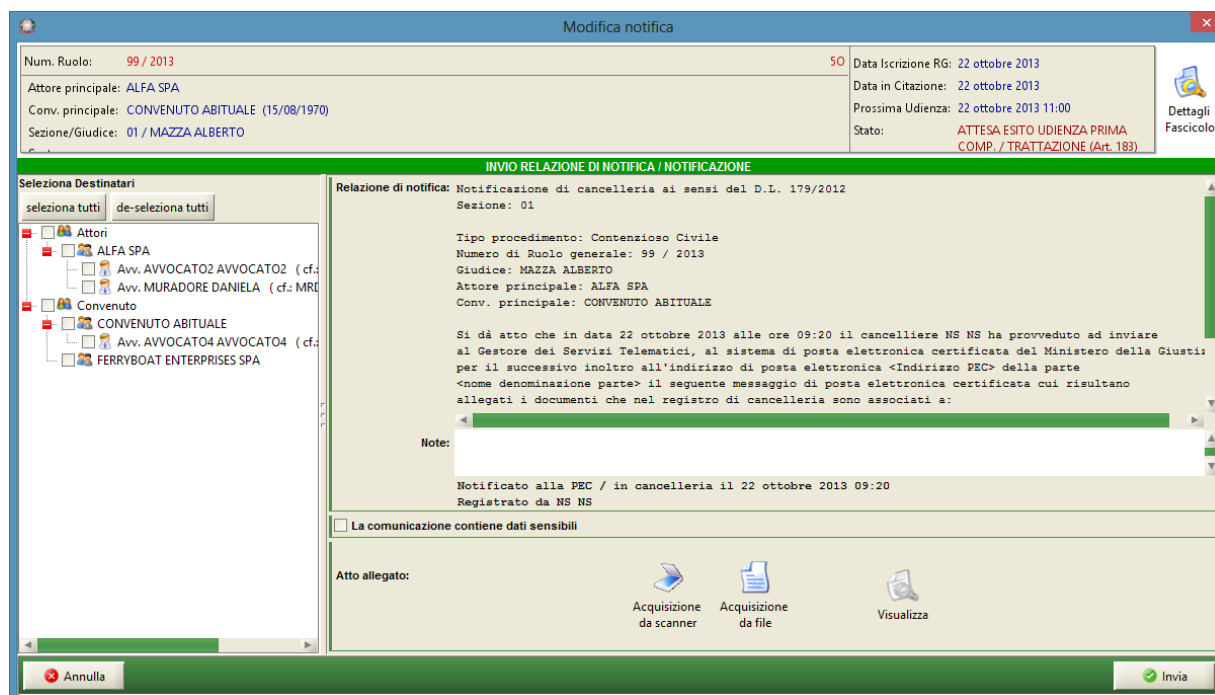 Modifica notifica
Num. Ruolo: 99 / 2013 5O
Attore principale: ALFA SPA
Conv. principale: CONVENUTO ABITUALE (15/08/1970)
Sezione/Giudice: 01 / MAZZA ALBERTO
Data Iscrizione RG: 22 ottobre 2013
Data in Citazione: 22 ottobre 2013
Prossima Udienza: 22 ottobre 2013 11:00
Stato: ATTESA ESITO UDIENZA PRIMA
COMP. / TRATTAZIONE (Art. 183)
Dettagli
Fascicolo
INVIO RELAZIONE DI NOTIFICA / NOTIFICAZIONE
Seleziona Destinatari
seleziona tutti de-seleziona tutti
Attori
ALFA SPA
Avv. AVVOCATO2 AVVOCATO2 ( cf.:
Avv. MURADORE DANIELA ( cf.: MRD
Convenuto
CONVENUTO ABITUALE
Avv. AVVOCATO4 AVVOCATO4 ( cf.:
FERRYBOAT ENTERPRISES SPA
Relazione di notifica: Notificazione di cancelleria ai sensi del D.L. 179/2012
Sezione: 01
Tipo procedimento: Contenzioso Civile
Numero di Ruolo generale: 99 / 2013
Giudice: MAZZA ALBERTO
Attore principale: ALFA SPA
Conv. principale: CONVENUTO ABITUALE
Si dà atto che in data 22 ottobre 2013 alle ore 09:20 il cancelliere NS NS ha provveduto ad inviare
al Gestore dei Servizi Telematici, al sistema di posta elettronica certificata del Ministero della Giustiz
per il successivo inoltro all'indirizzo di posta elettronica <Indirizzo PEC> della parte
<nome denominazione parte> il seguente messaggio di posta elettronica certificata cui risultano
allegati i documenti che nel registro di cancelleria sono associati a:
Note:
Notificato alla PEC / in cancelleria il 22 ottobre 2013 09:20
Registrato da NS NS
La comunicazione contiene dati sensibili
Atto allegato:
Acquisizione
da scanner
Acquisizione
da file
Visualizza
Annulla
Invia